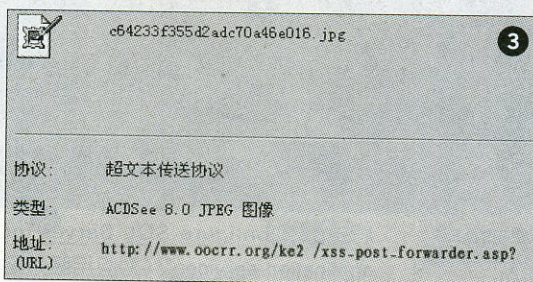 c64233f355d2adc70a46e016.jpg
3
协议: 超文本传送协议
类型: ACDSee 8.0 JPEG 图像
地址: http://www.oocrr.org/ke2 /xss_post_forwarder.asp?
(URL)